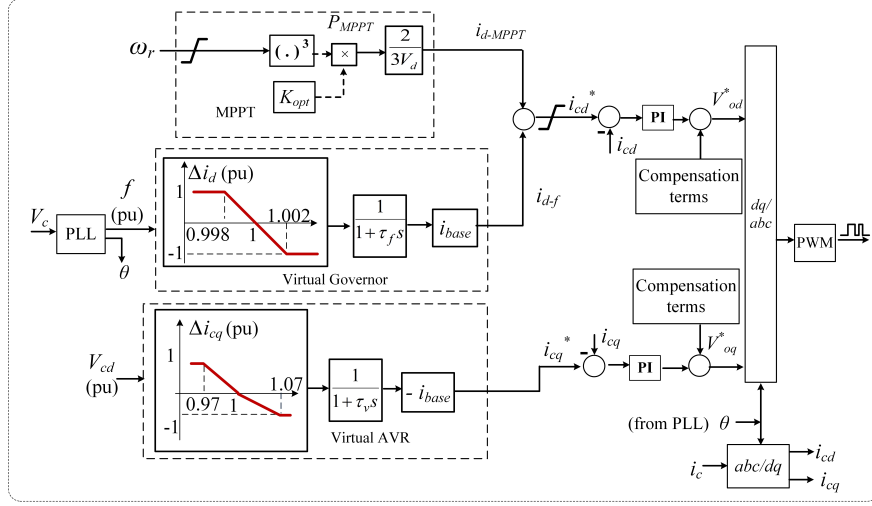 ω_r
(.)³
P_MPPT
×
2
3V_d
K_opt
MPPT
i_d-MPPT
i_cd*
-
i_cd
PI
V*_od
Compensation
terms
dq/
abc
PWM
V_c
PLL
f
(pu)
θ
Δi_d (pu)
1
1.002
0.998
1
-1
1
1+τ_f s
i_base
Virtual Governor
i_d-f
V_cd
(pu)
Δi_cq (pu)
1
1.07
0.97
1
-1
1
1+τ_v s
- i_base
Virtual AVR
i_cq*
-
i_cq
PI
Compensation
terms
V*_oq
(from PLL) θ
i_c
abc/dq
i_cd
i_cq